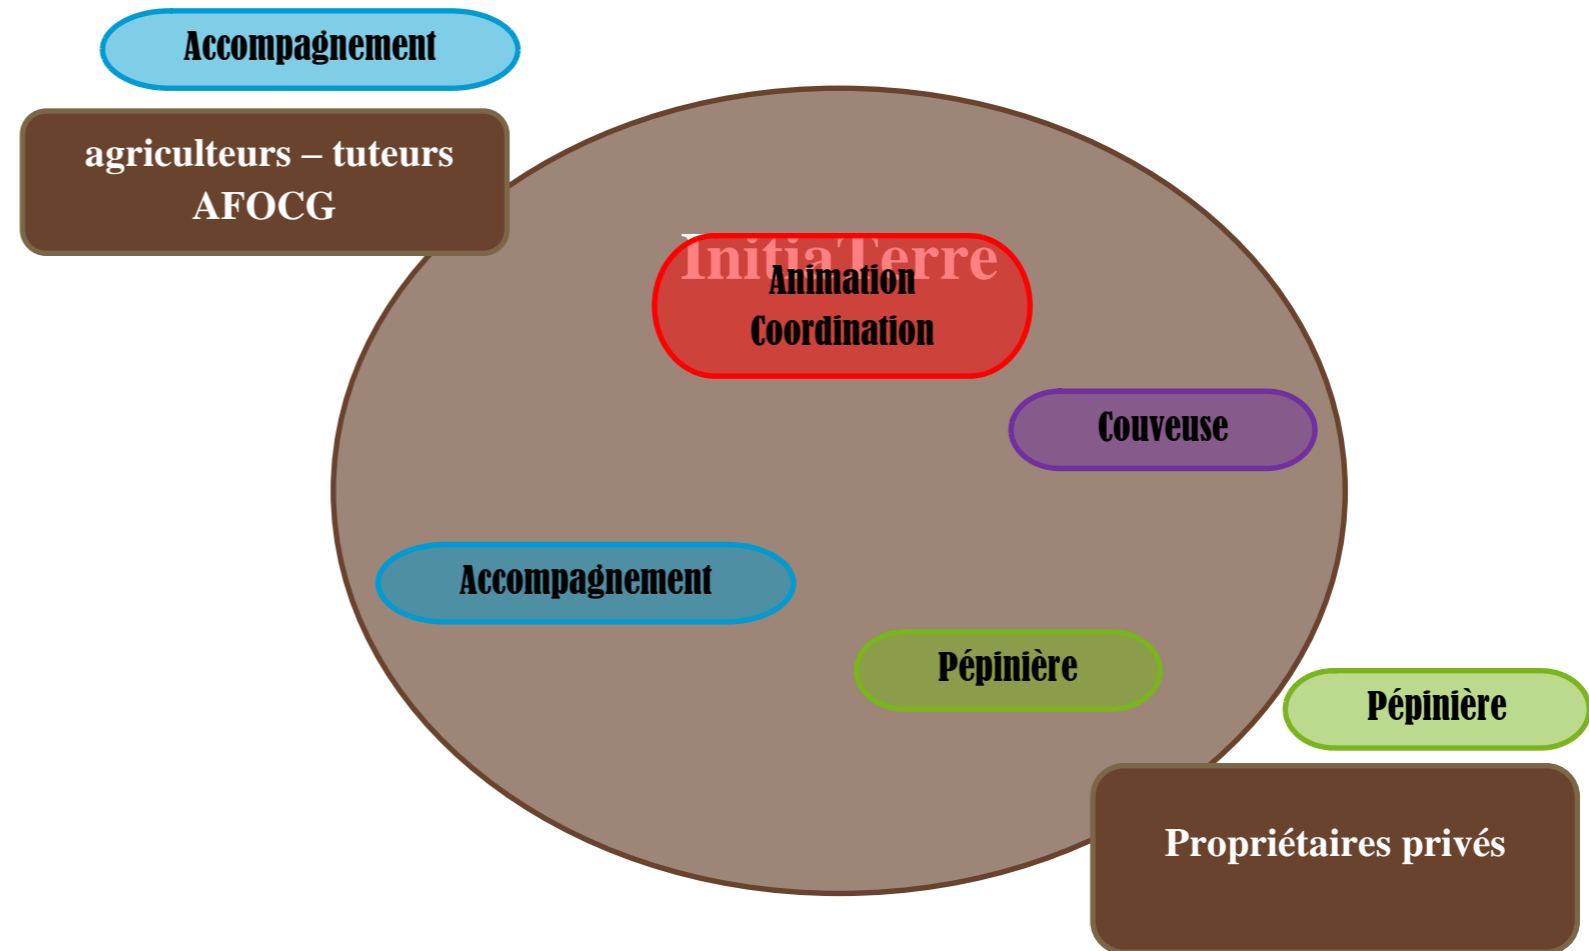 Accompagnement
agriculteurs – tuteurs
AFOCG
InitiaTerre
Animation
Coordination
Couveuse
Accompagnement
Pépinière
Pépinière
Propriétaires privés